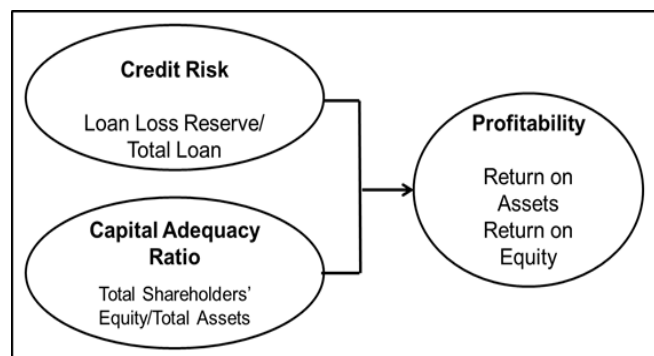 Credit Risk
Loan Loss Reserve/
Total Loan
Capital Adequacy
Ratio
Total Shareholders’
Equity/Total Assets
Profitability
Return on
Assets
Return on
Equity